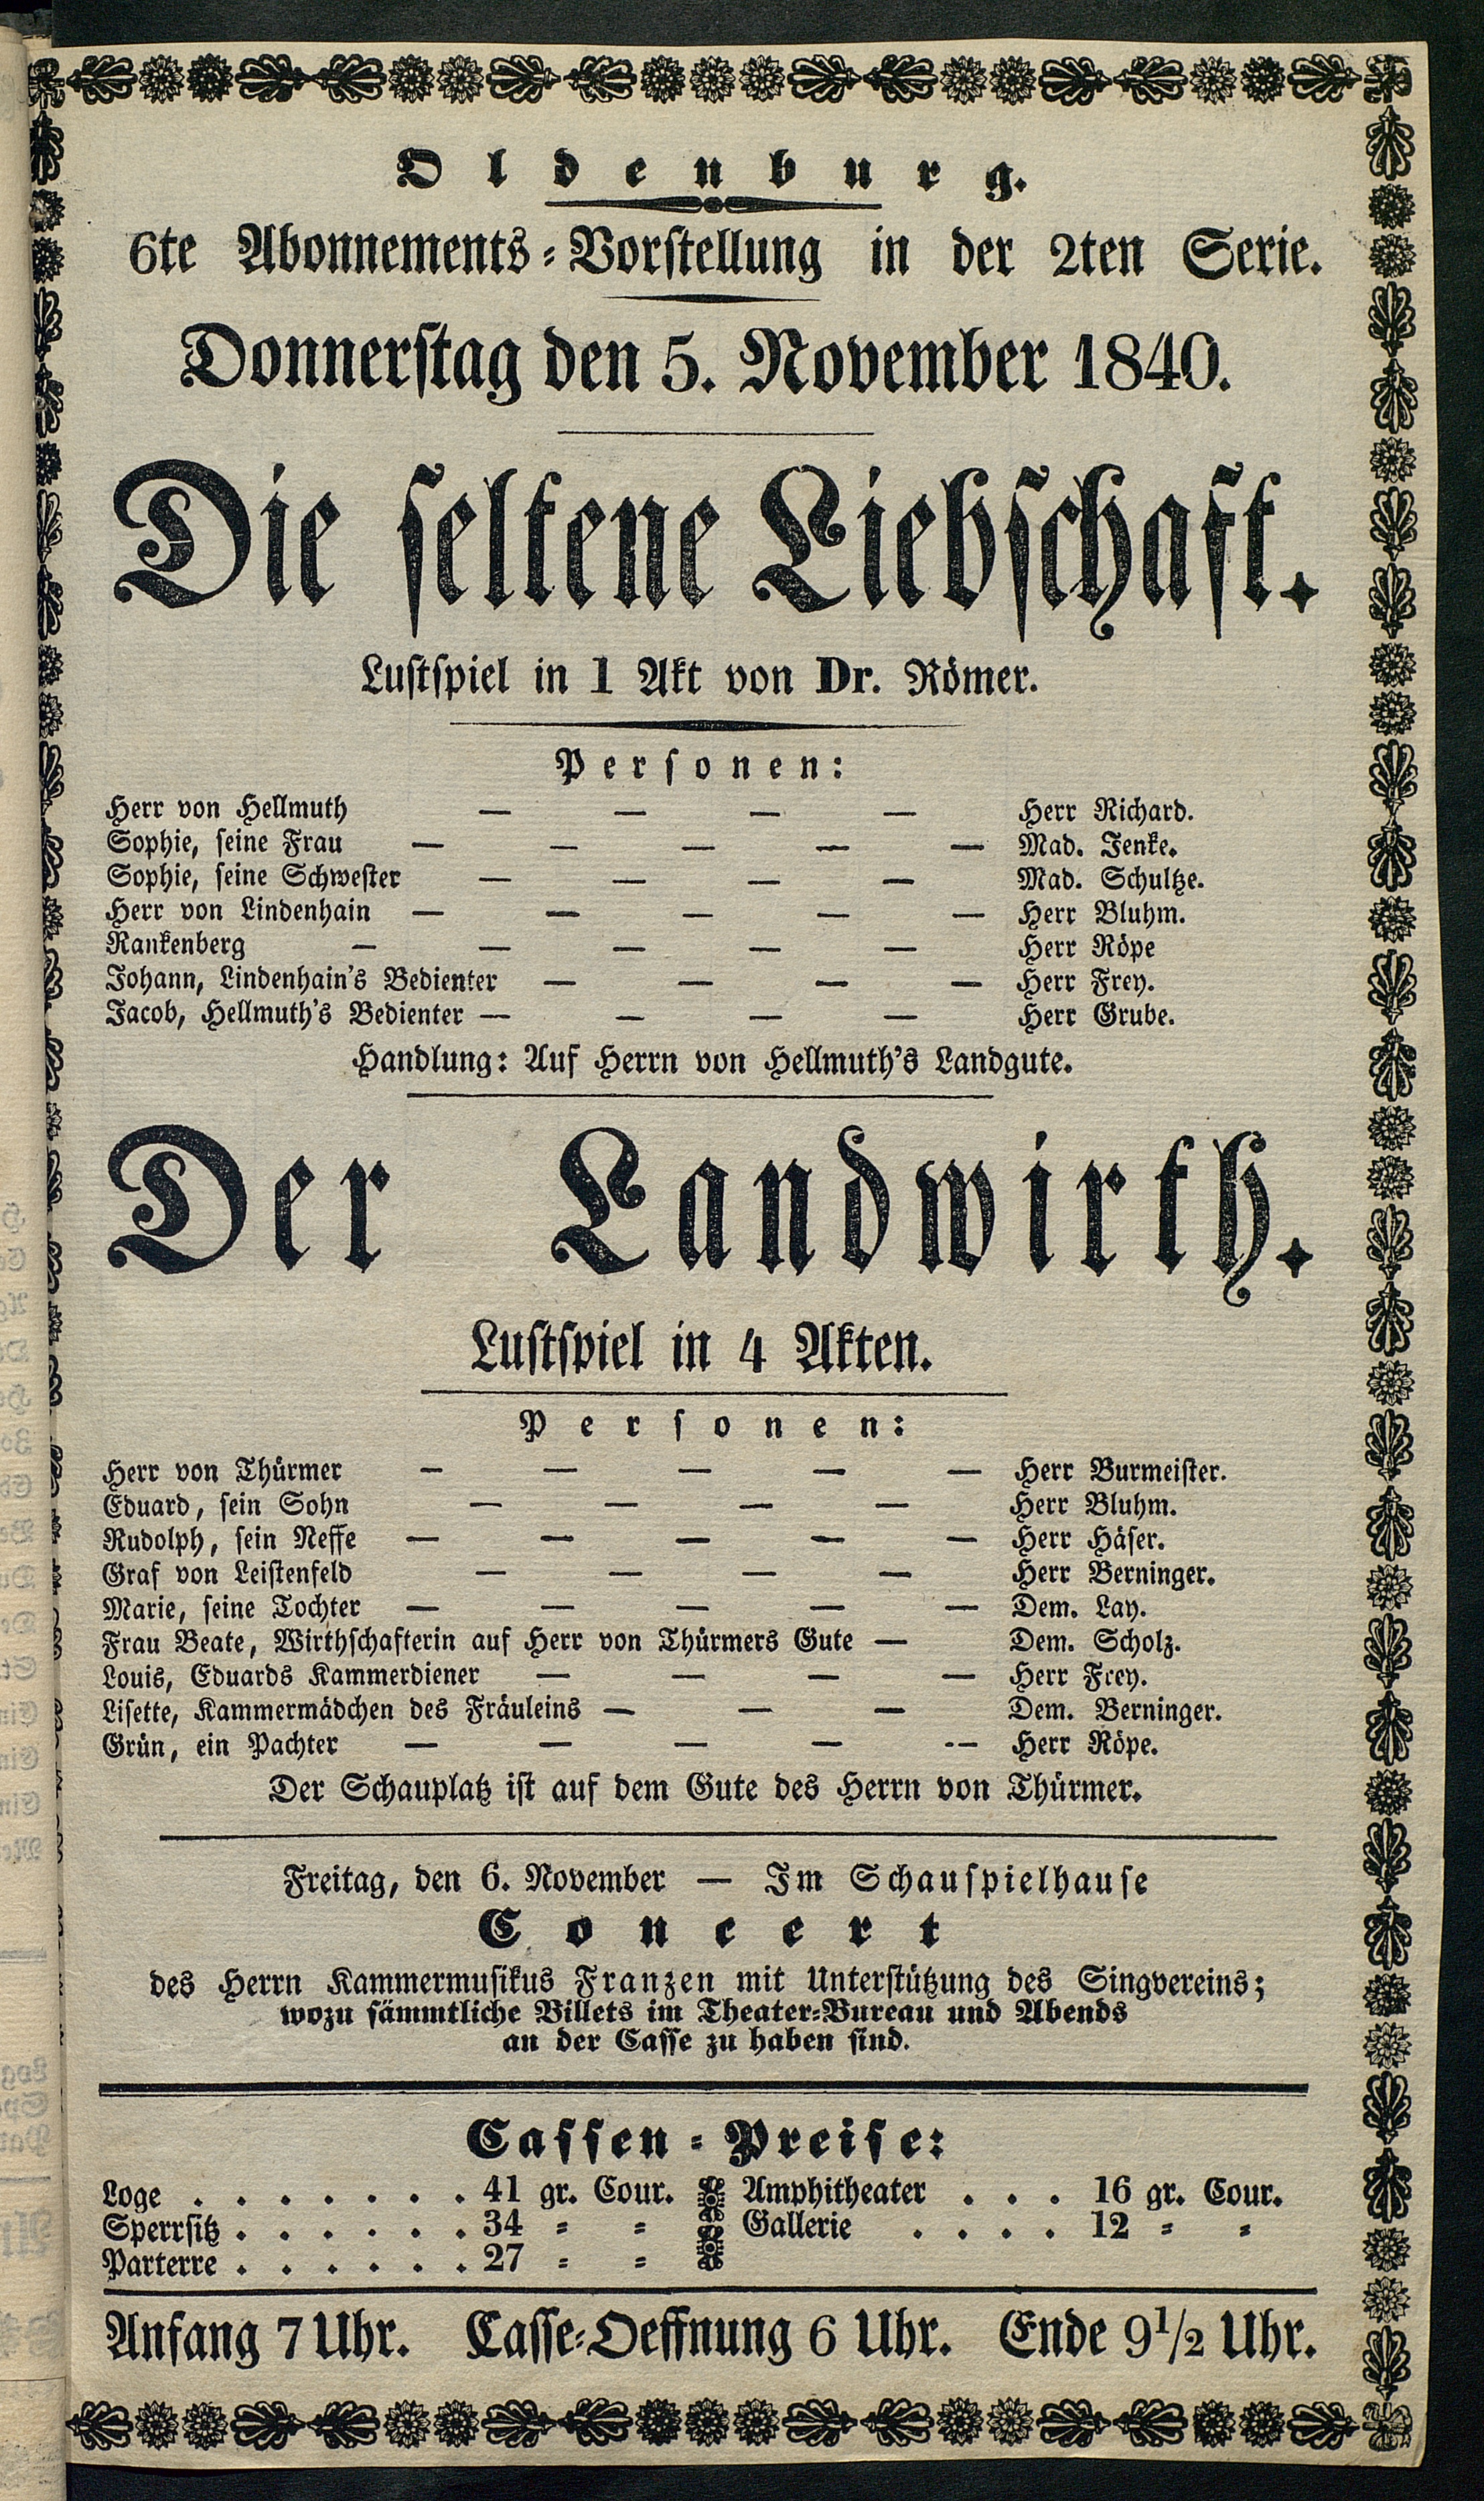 Oldenburg.
6te Abonnements-Vorstellung in der 2ten Serie.
Donnerstag den 5. November 1840.
Die seltene Liebschaft.
Lustspiel in 1 Akt von Dr. Römer.
Personen:
Herr von Hellmuth — — — — Herr Richard.
Sophie, seine Frau — — — — — Mad. Jenke.
Sophie, seine Schwester — — — — Mad. Schultze.
Herr von Lindenhain — — — — — Herr Bluhm.
Rankenberg — — — — — Herr Röpe
Johann, Lindenhain's Bedienter — — — — Herr Frey.
Jacob, Hellmuth's Bedienter — — — — Herr Grube.
Handlung: Auf Herrn von Hellmuth's Landgute.
Der Landwirth.
Lustspiel in 4 Akten.
Personen:
Herr von Thürmer — — — — — Herr Burmeister.
Eduard, sein Sohn — — — — Herr Bluhm.
Rudolph, sein Neffe — — — — — Herr Häser.
Graf von Leistenfeld — — — — Herr Berninger.
Marie, seine Tochter — — — — — Dem. Lay.
Frau Beate, Wirthschafterin auf Herr von Thürmers Gute — Dem. Scholz.
Louis, Eduards Kammerdiener — — — — Herr Frey.
Lisette, Kammermädchen des Fräuleins — — — Dem. Berninger.
Grün, ein Pachter — — — — -- Herr Röpe.
Der Schauplatz ist auf dem Gute des Herrn von Thürmer.
Freitag, den 6. November — Im Schauspielhause
Concert
des Herrn Kammermusikus Franzen mit Unterstützung des Singvereins;
wozu sämmtliche Billets im Theater-Bureau und Abends
an der Casse zu haben sind.
Cassen-Preise:
Loge . . . . . . . 41 gr. Cour. Amphitheater . . . 16 gr. Cour.
Sperrsitz . . . . . . 34 = = Gallerie . . . . 12 = =
Parterre . . . . . . 27 = =
Anfang 7 Uhr. Casse-Oeffnung 6 Uhr. Ende 9½ Uhr.